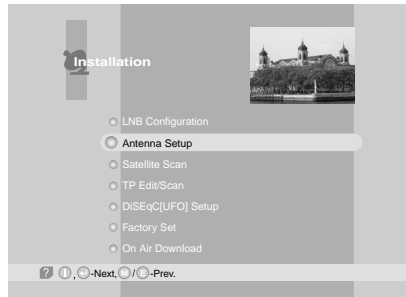 Installation
LNB Configuration
Antenna Setup
Satellite Scan
TP Edit/Scan
DiSEqC[UFO] Setup
Factory Set
On Air Download
? I , ↵-Next, M / E -Prev.